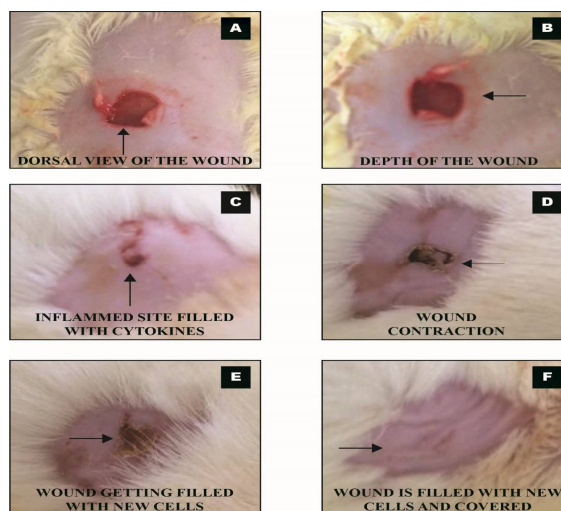 A
DORSAL VIEW OF THE WOUND
B
DEPTH OF THE WOUND
C
INFLAMMED SITE FILLED
WITH CYTOKINES
D
WOUND
CONTRACTION
E
WOUND GETTING FILLED
WITH NEW CELLS
F
WOUND IS FILLED WITH NEW
CELLS AND COVERED